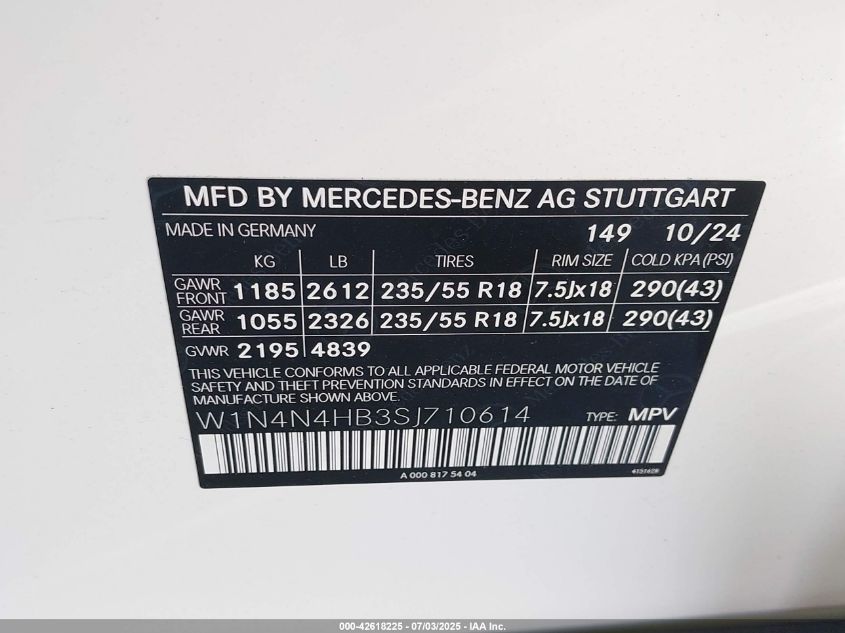 MFD BY MERCEDES-BENZ AG STUTTGART
MADE IN GERMANY 149 10/24
KG LB TIRES RIM SIZE COLD KPA (PSI)
GAWR FRONT 1185 2612 235/55 R18 7.5Jx18 290(43)
GAWR REAR 1055 2326 235/55 R18 7.5Jx18 290(43)
GVWR 2195 4839
THIS VEHICLE CONFORMS TO ALL APPLICABLE FEDERAL MOTOR VEHICLE
SAFETY AND THEFT PREVENTION STANDARDS IN EFFECT ON THE DATE OF
MANUFACTURE SHOWN ABOVE.
W1N4N4HB3SJ710614 TYPE: MPV
A 000 817 54 04
000-42618225 - 07/03/2025 - IAA Inc.